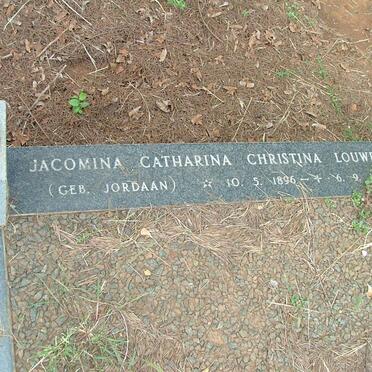 JACOMINA CATHARINA CHRISTINA LOUW
(GEB. JORDAAN) ☆ 10. 5. 1896 - + 6. 9.